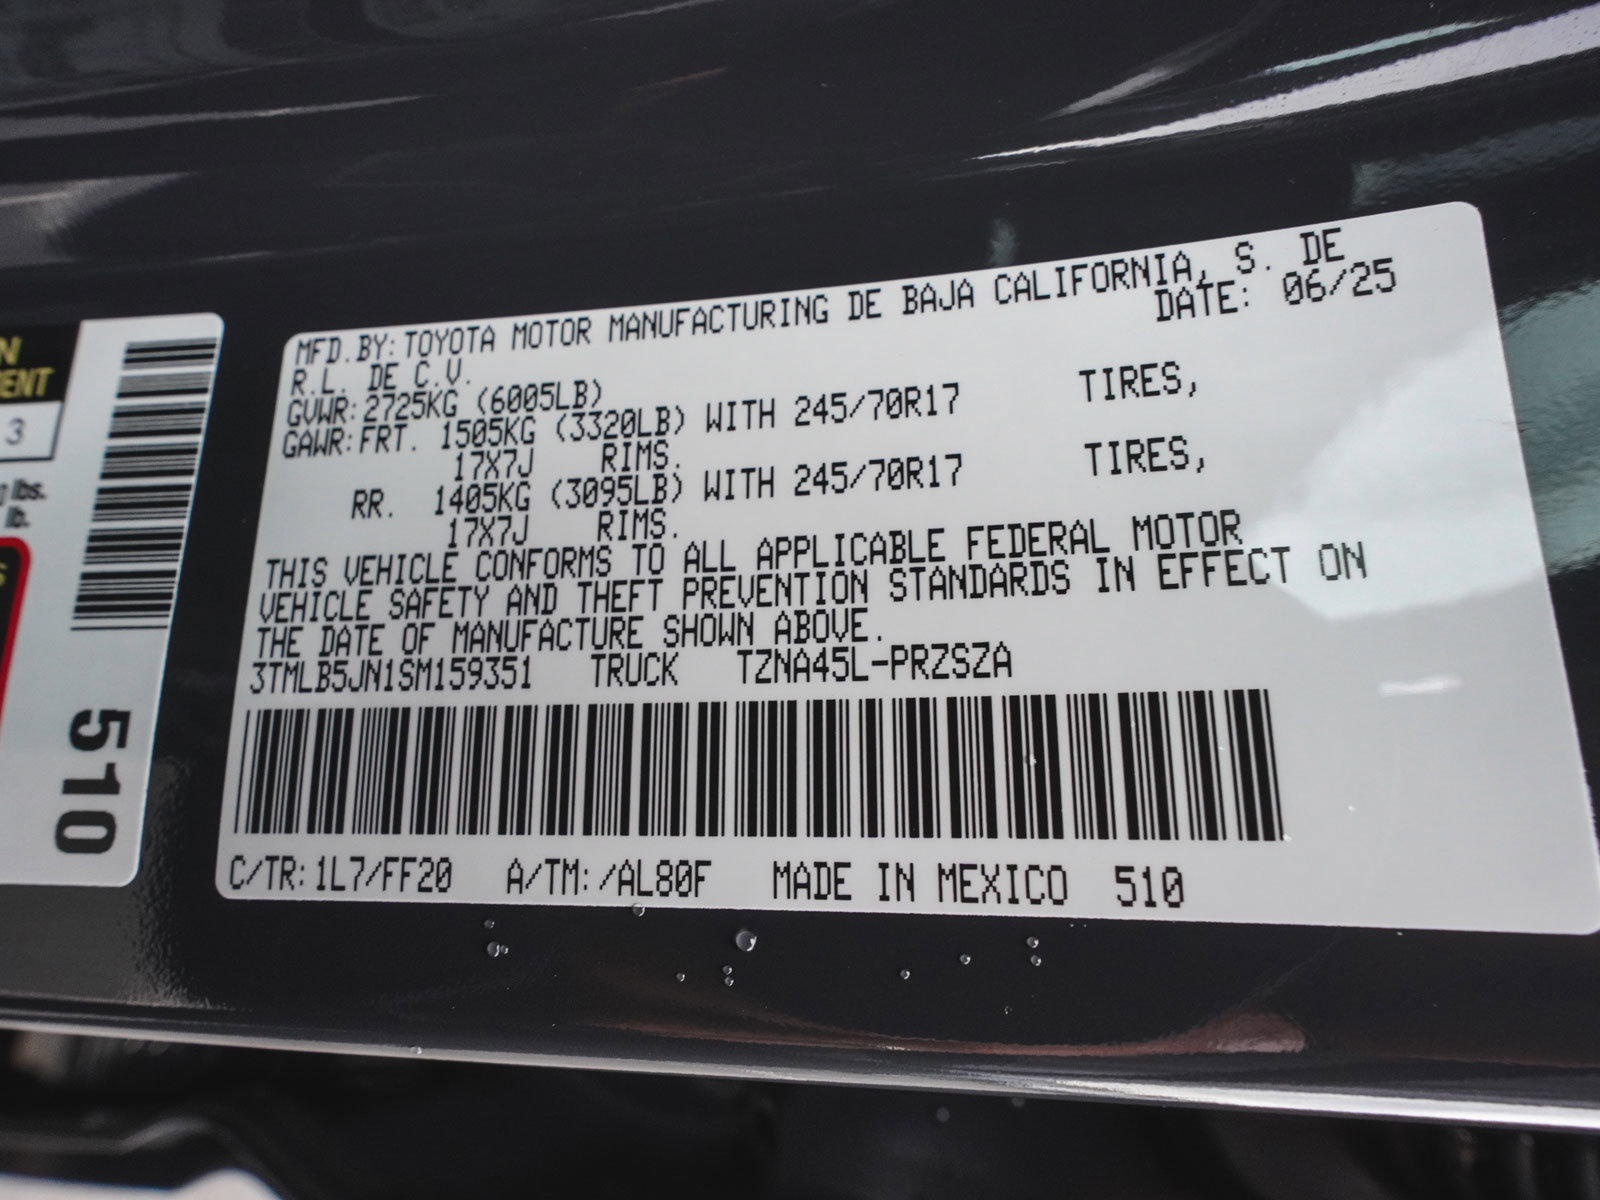 MFD.BY:TOYOTA MOTOR MANUFACTURING DE BAJA CALIFORNIA, S. DE
R.L. DE C.V. DATE: 06/25
GVWR:2725KG (6005LB)
GAWR:FRT. 1505KG (3320LB) WITH 245/70R17 TIRES,
17X7J RIMS.
RR. 1405KG (3095LB) WITH 245/70R17 TIRES,
17X7J RIMS.
THIS VEHICLE CONFORMS TO ALL APPLICABLE FEDERAL MOTOR
VEHICLE SAFETY AND THEFT PREVENTION STANDARDS IN EFFECT ON
THE DATE OF MANUFACTURE SHOWN ABOVE.
3TMLB5JN1SM159351 TRUCK TZNA45L-PRZSZA
C/TR:1L7/FF20 A/TM:/AL80F MADE IN MEXICO 510
3
lbs.
lb.
510